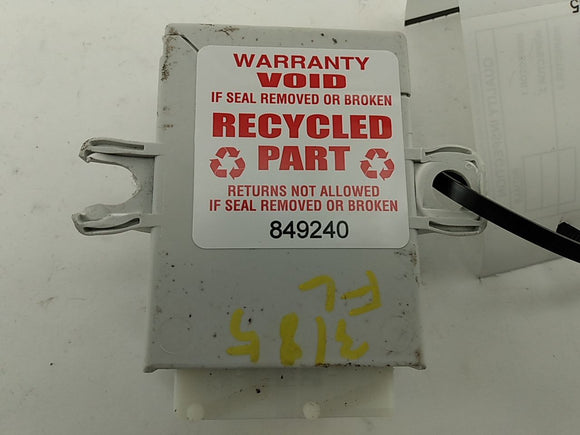 WARRANTY
VOID
IF SEAL REMOVED OR BROKEN
RECYCLED
PART
RETURNS NOT ALLOWED
IF SEAL REMOVED OR BROKEN
849240
FL
3185